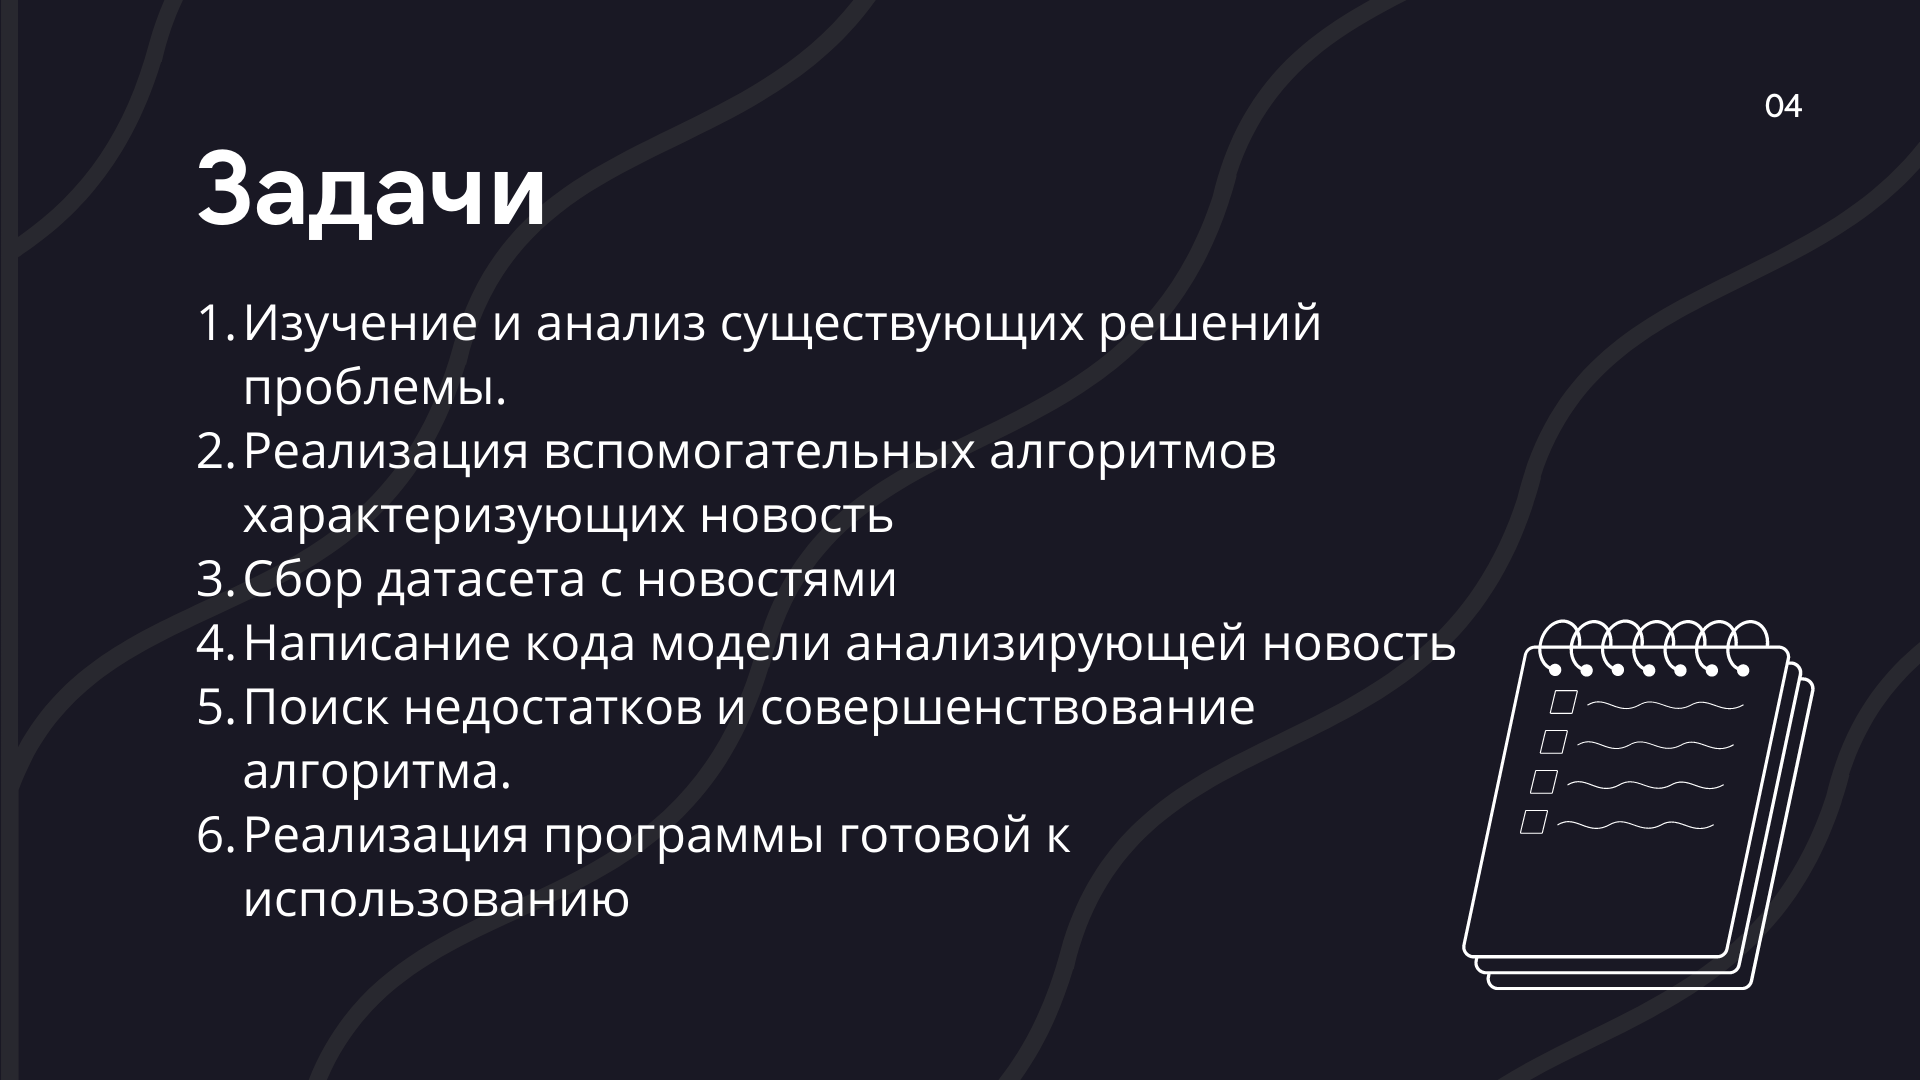 04
Задачи
1. Изучение и анализ существующих решений
проблемы.
2. Реализация вспомогательных алгоритмов
характеризующих новость
3. Сбор датасета с новостями
4. Написание кода модели анализирующей новость
5. Поиск недостатков и совершенствование
алгоритма.
6. Реализация программы готовой к
использованию